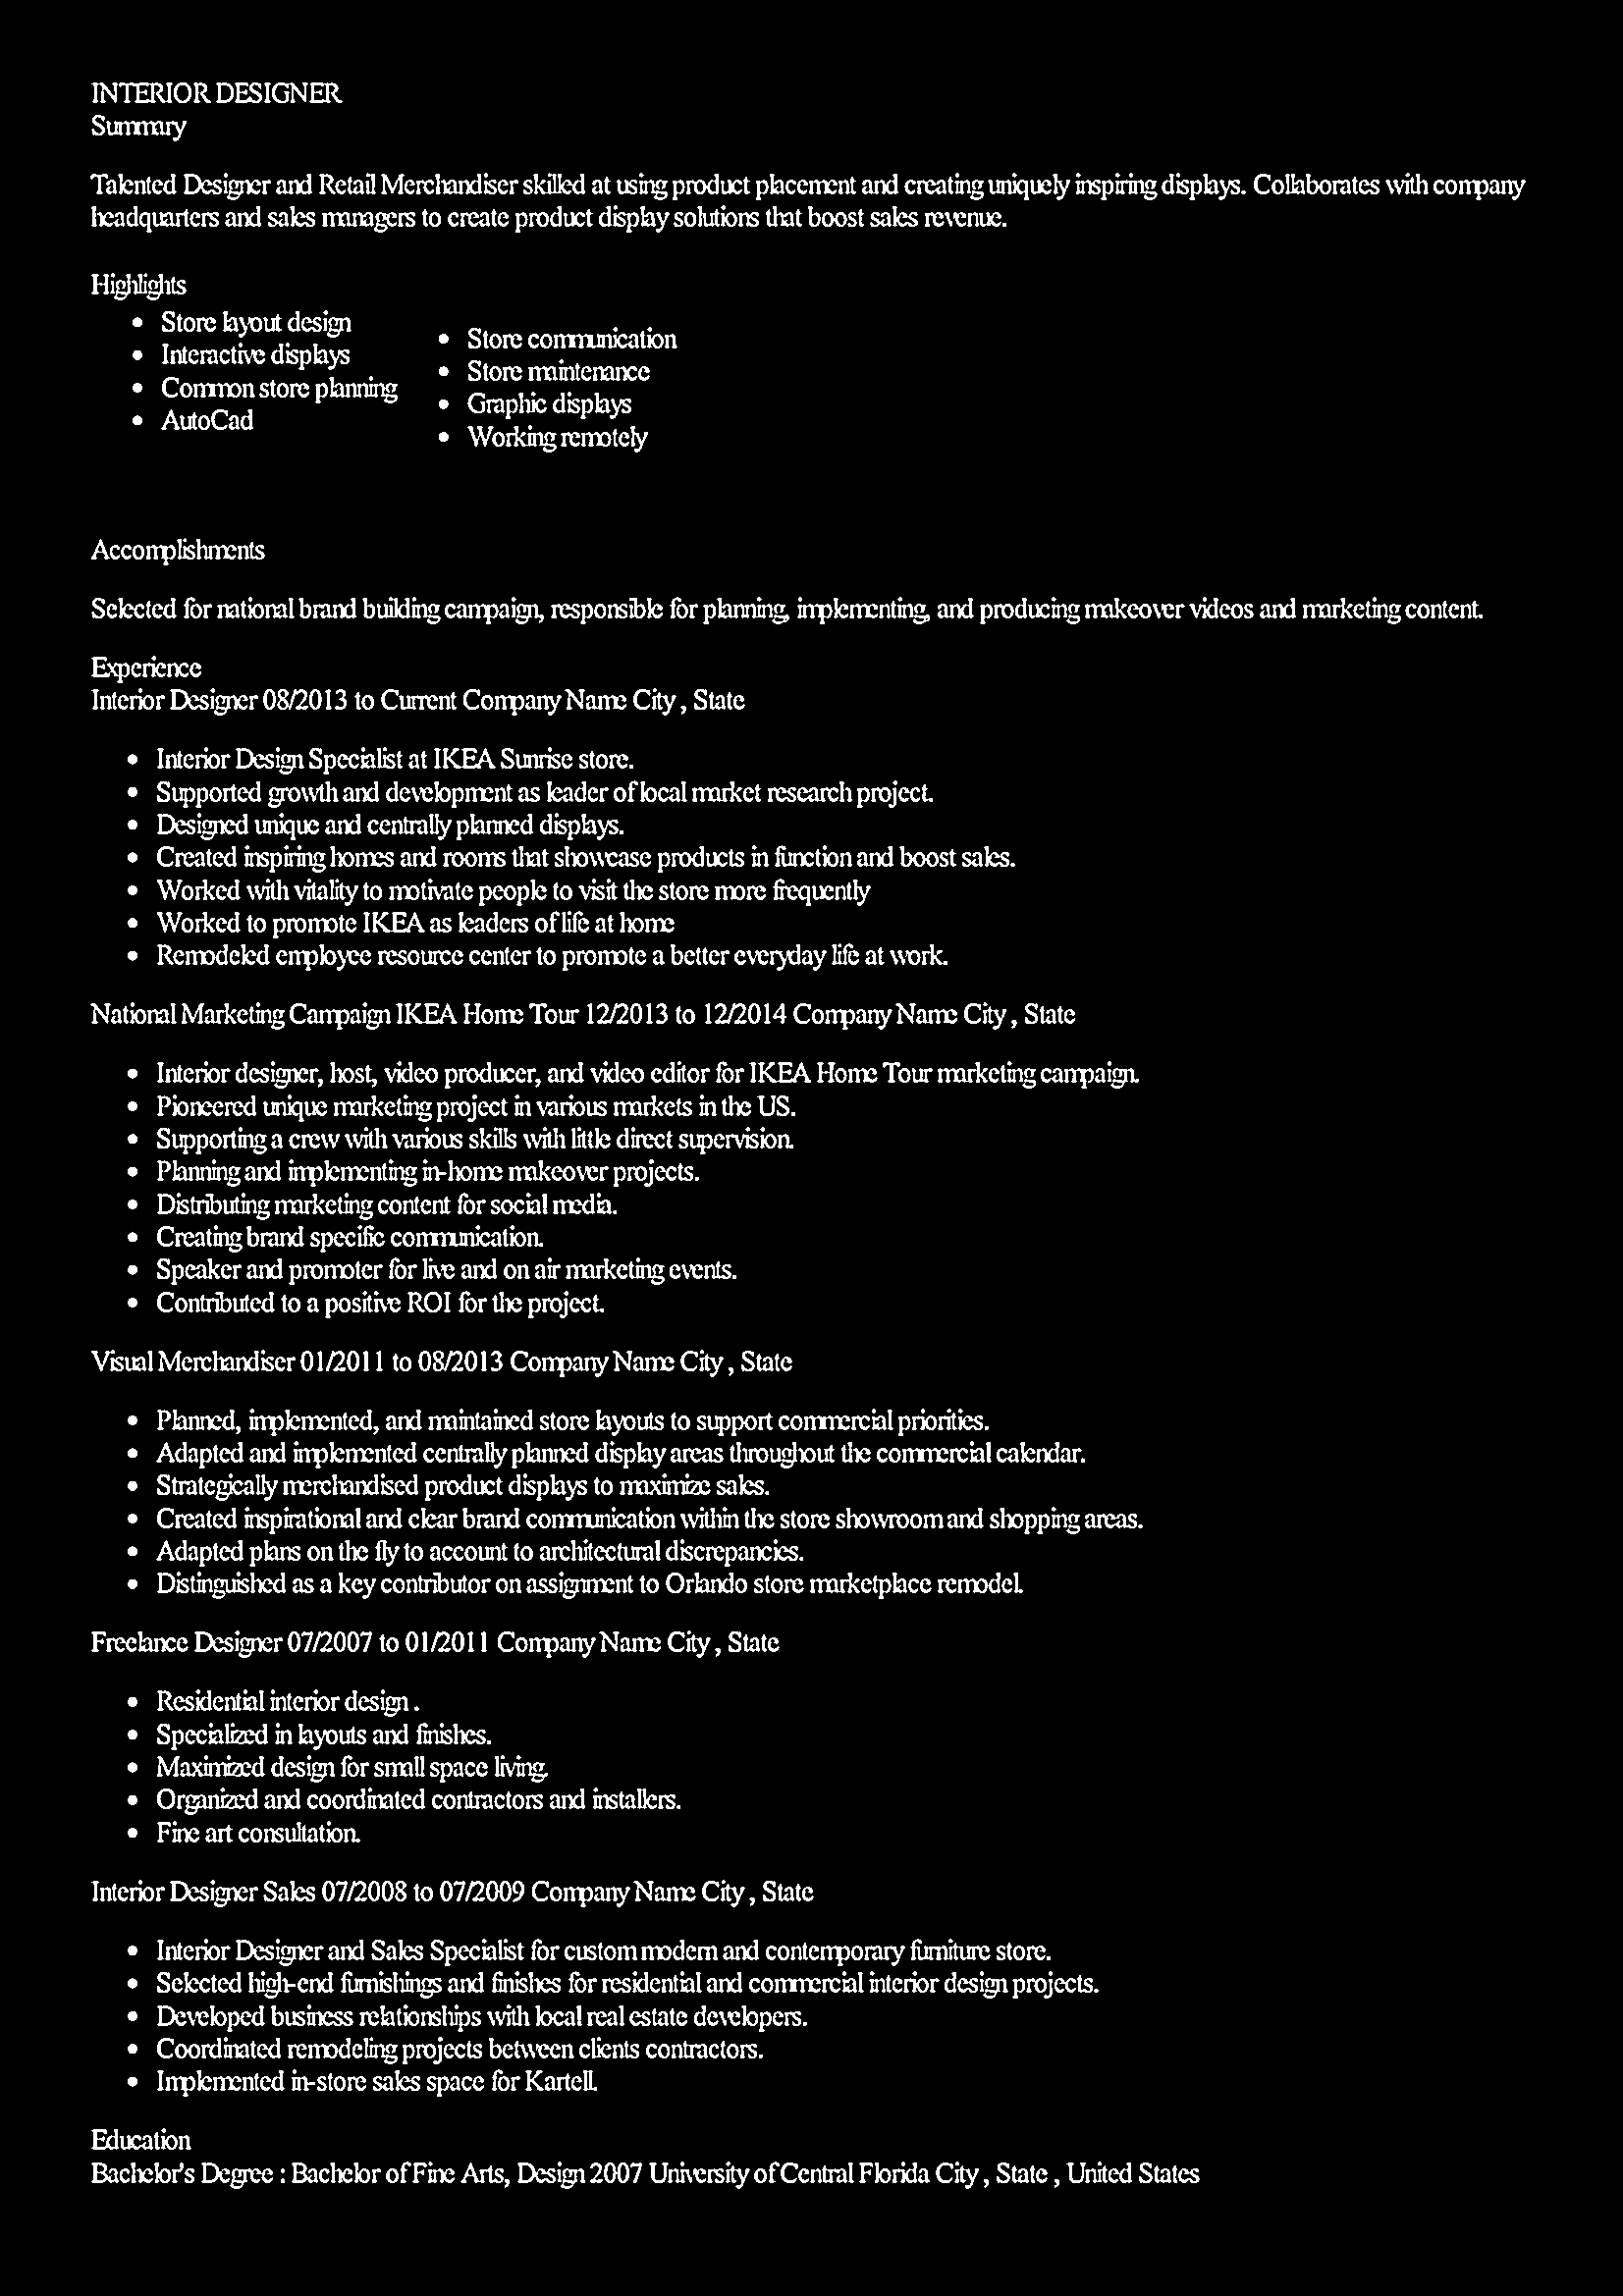 INTERIOR DESIGNER
Summary
Talented Designer and Retail Merchandiser skilled at using product placement and creating uniquely inspiring displays. Collaborates with company
headquarters and sales managers to create product display solutions that boost sales revenue.
Highlights
• Store layout design
• Interactive displays
• Common store planning
• AutoCad
• Store communication
• Store maintenance
• Graphic displays
• Working remotely
Accomplishments
Selected for national brand building campaign, responsible for planning, implementing, and producing makeover videos and marketing content.
Experience
Interior Designer 08/2013 to Current Company Name City , State
• Interior Design Specialist at IKEA Sunrise store.
• Supported growth and development as leader of local market research project.
• Designed unique and centrally planned displays.
• Created inspiring homes and rooms that showcase products in function and boost sales.
• Worked with vitality to motivate people to visit the store more frequently
• Worked to promote IKEA as leaders of life at home
• Remodeled employee resource center to promote a better everyday life at work.
National Marketing Campaign IKEA Home Tour 12/2013 to 12/2014 Company Name City , State
• Interior designer, host, video producer, and video editor for IKEA Home Tour marketing campaign.
• Pioneered unique marketing project in various markets in the US.
• Supporting a crew with various skills with little direct supervision.
• Planning and implementing in-home makeover projects.
• Distributing marketing content for social media.
• Creating brand specific communication.
• Speaker and promoter for live and on air marketing events.
• Contributed to a positive ROI for the project.
Visual Merchandiser 01/2011 to 08/2013 Company Name City , State
• Planned, implemented, and maintained store layouts to support commercial priorities.
• Adapted and implemented centrally planned display areas throughout the commercial calendar.
• Strategically merchandised product displays to maximize sales.
• Created inspirational and clear brand communication within the store showroom and shopping areas.
• Adapted plans on the fly to account to architectural discrepancies.
• Distinguished as a key contributor on assignment to Orlando store marketplace remodel.
Freelance Designer 07/2007 to 01/2011 Company Name City , State
• Residential interior design .
• Specialized in layouts and finishes.
• Maximized design for small space living.
• Organized and coordinated contractors and installers.
• Fine art consultation.
Interior Designer Sales 07/2008 to 07/2009 Company Name City , State
• Interior Designer and Sales Specialist for custom modern and contemporary furniture store.
• Selected high-end furnishings and finishes for residential and commercial interior design projects.
• Developed business relationships with local real estate developers.
• Coordinated remodeling projects between clients contractors.
• Implemented in-store sales space for Kartell.
Education
Bachelor's Degree : Bachelor of Fine Arts, Design 2007 University of Central Florida City , State , United States